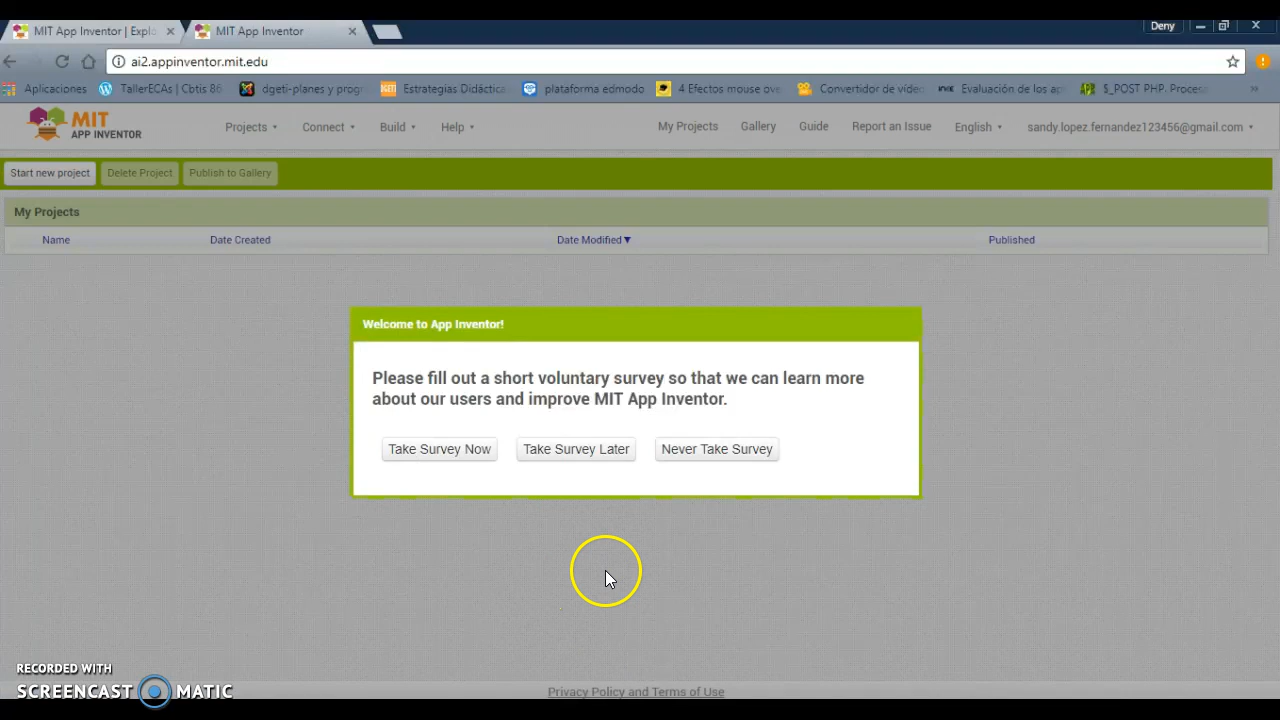 MIT App Inventor | Explo
MIT App Inventor
Deny
ai2.appinventor.mit.edu
Aplicaciones
TallerECAs | Cbtis 86
dgeti-planes y progr
Estrategias Didáctica
plataforma edmodo
4 Efectos mouse ove
Convertidor de vídeo
Evaluación de los ap
$_POST PHP. Proces
»
MIT
APP INVENTOR
Projects
Connect
Build
Help
My Projects
Gallery
Guide
Report an Issue
English
sandy.lopez.fernandez123456@gmail.com
Start new project
Delete Project
Publish to Gallery
My Projects
Name
Date Created
Date Modified▼
Published
Welcome to App Inventor!
Please fill out a short voluntary survey so that we can learn more
about our users and improve MIT App Inventor.
Take Survey Now
Take Survey Later
Never Take Survey
RECORDED WITH
SCREENCAST MATIC
Privacy Policy and Terms of Use